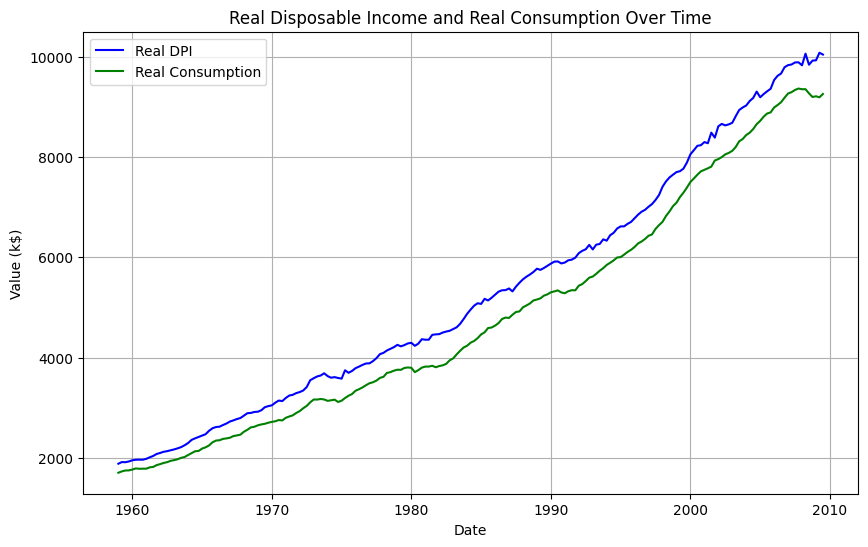 Real Disposable Income and Real Consumption Over Time
Real DPI
Real Consumption
Value (k$)
10000
8000
6000
4000
2000
1960 1970 1980 1990 2000 2010
Date